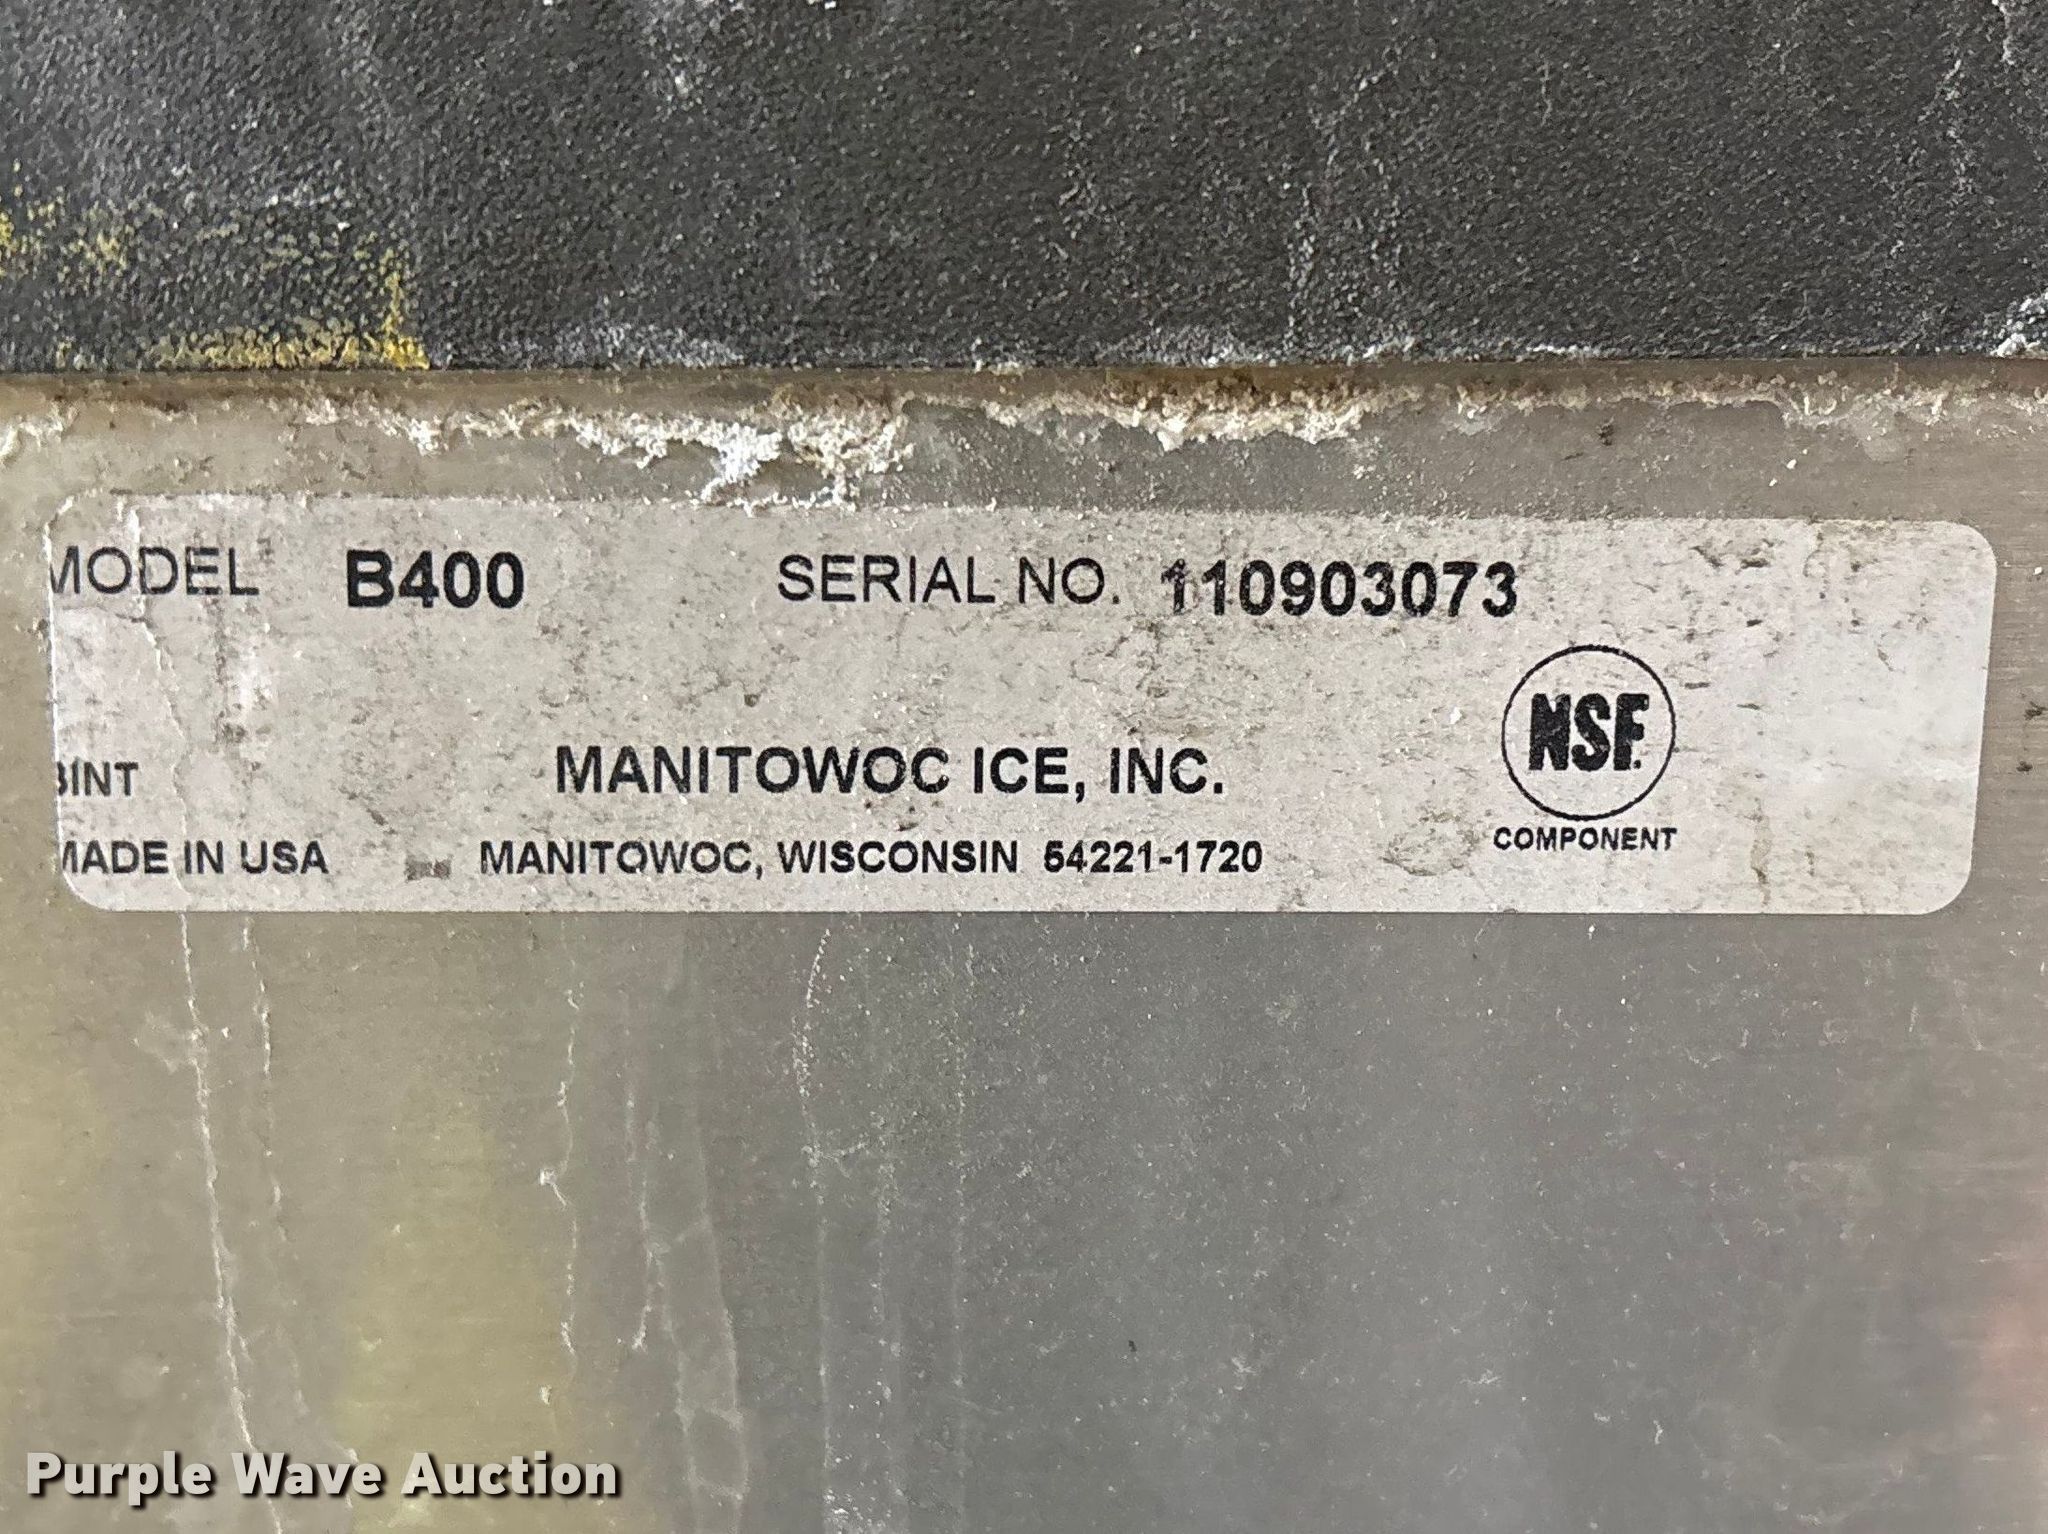 MODEL B400 SERIAL NO. 110903073
NSF.
BINT MANITOWOC ICE, INC.
COMPONENT
MADE IN USA MANITOWOC, WISCONSIN 54221-1720
Purple Wave Auction